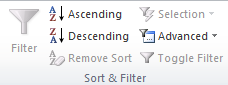 Ascending Selection
Filter Descending Advanced
Remove Sort Toggle Filter
Sort & Filter